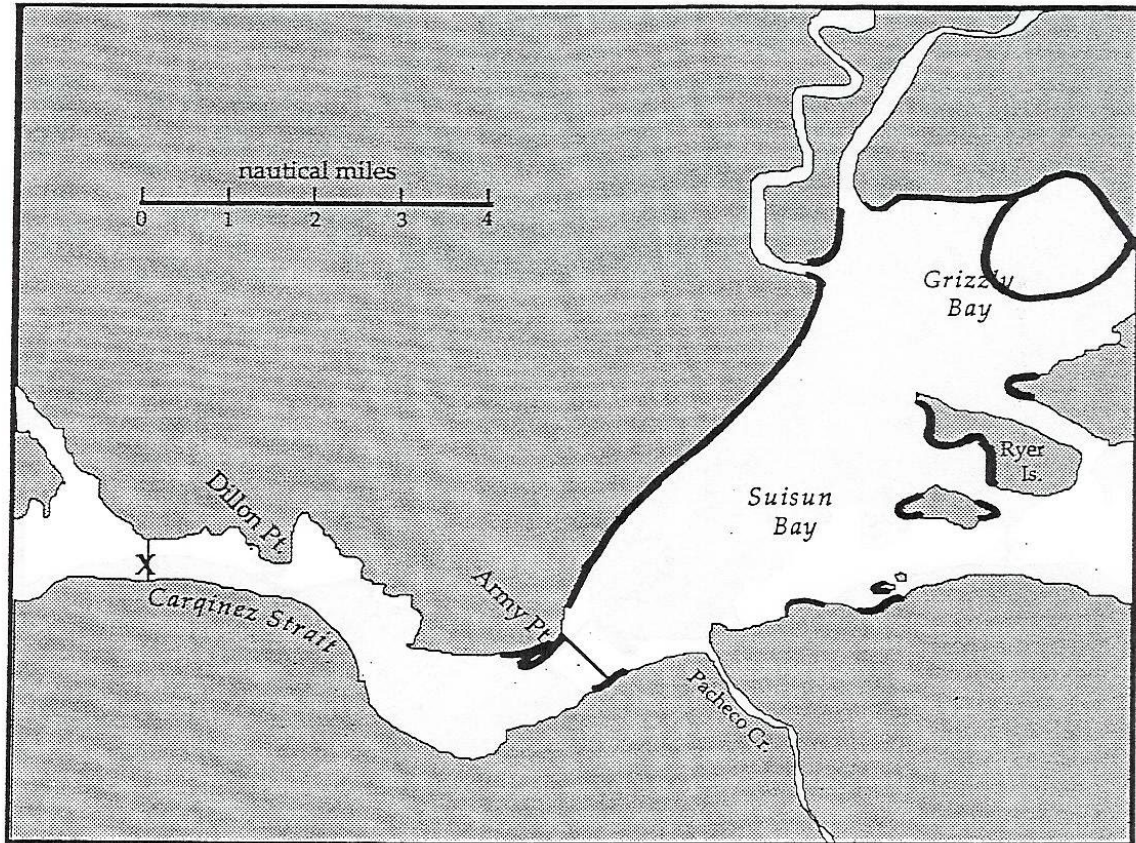 nautical miles
0 1 2 3 4
Grizzly
Bay
Ryer
Is.
Suisun
Bay
Dillon Pt.
X
Carqinez Strait
Army Pt.
Pacheco Cr.